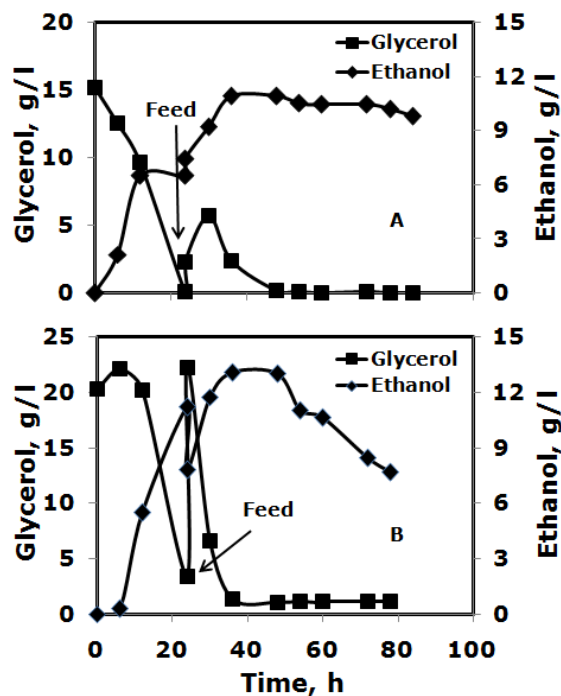 20
15
10
5
0
Glycerol, g/l
Glycerol
Ethanol
Feed
A
15
12
9
6
3
0
Ethanol, g/l
25
20
15
10
5
0
Glycerol, g/l
Glycerol
Ethanol
Feed
B
15
12
9
6
3
0
Ethanol, g/l
0 20 40 60 80 100
Time, h